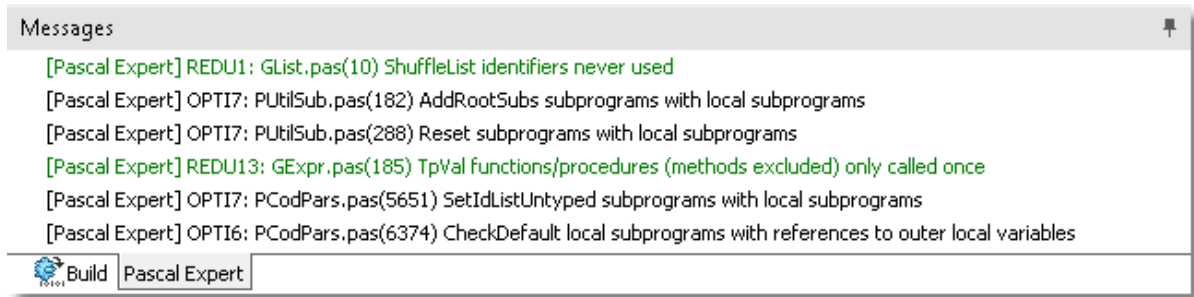 Messages
[Pascal Expert] REDU1: GList.pas(10) ShuffleList identifiers never used
[Pascal Expert] OPTI7: PUtilSub.pas(182) AddRootSubs subprograms with local subprograms
[Pascal Expert] OPTI7: PUtilSub.pas(288) Reset subprograms with local subprograms
[Pascal Expert] REDU13: GExpr.pas(185) TpVal functions/procedures (methods excluded) only called once
[Pascal Expert] OPTI7: PCodPars.pas(5651) SetIdListUntyped subprograms with local subprograms
[Pascal Expert] OPTI6: PCodPars.pas(6374) CheckDefault local subprograms with references to outer local variables
Build Pascal Expert